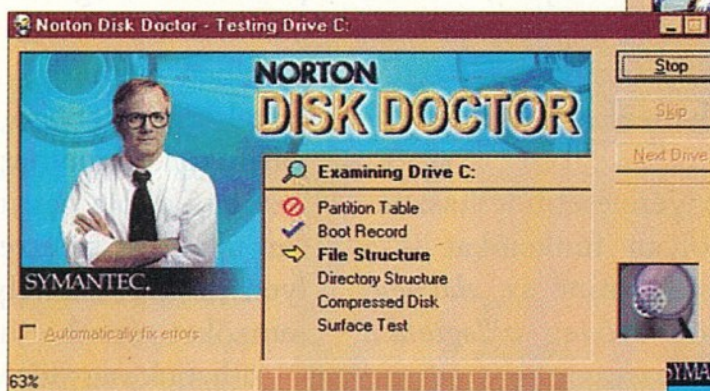 Norton Disk Doctor - Testing Drive C:
NORTON
DISK DOCTOR
Stop
Skip
Next Drive
Examining Drive C:
Partition Table
Boot Record
File Structure
Directory Structure
Compressed Disk
Surface Test
SYMANTEC.
Automatically fix errors
63%
SYMA